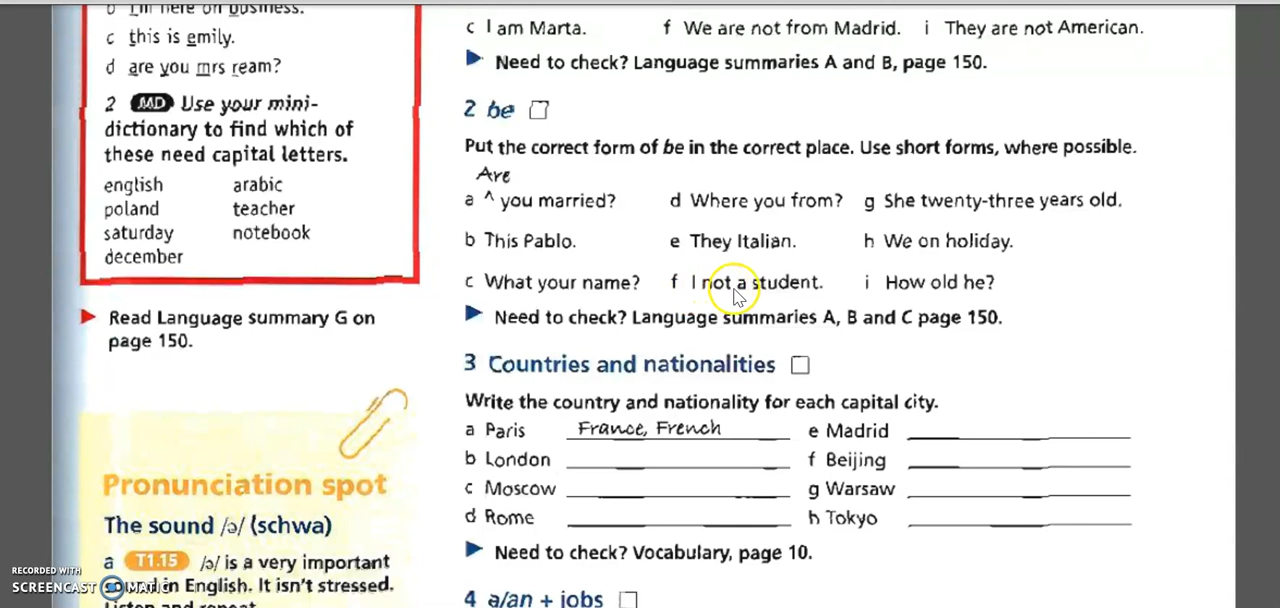 b I'm here on business.
c this is emily.
d are you mrs ream?
2 MD Use your mini-
dictionary to find which of
these need capital letters.
english arabic
poland teacher
saturday notebook
december
Read Language summary G on
page 150.
Pronunciation spot
The sound /ə/ (schwa)
a T1.15 /ə/ is a very important
sound in English. It isn't stressed.
Listen and repeat
c I am Marta. f We are not from Madrid. i They are not American.
Need to check? Language summaries A and B, page 150.
2 be
Put the correct form of be in the correct place. Use short forms, where possible.
Are
a ^ you married? d Where you from? g She twenty-three years old.
b This Pablo. e They Italian. h We on holiday.
c What your name? f I not a student. i How old he?
Need to check? Language summaries A, B and C page 150.
3 Countries and nationalities
Write the country and nationality for each capital city.
a Paris France, French e Madrid
b London f Beijing
c Moscow g Warsaw
d Rome h Tokyo
Need to check? Vocabulary, page 10.
4 a/an + jobs
RECORDED WITH
SCREENCAST MATIC